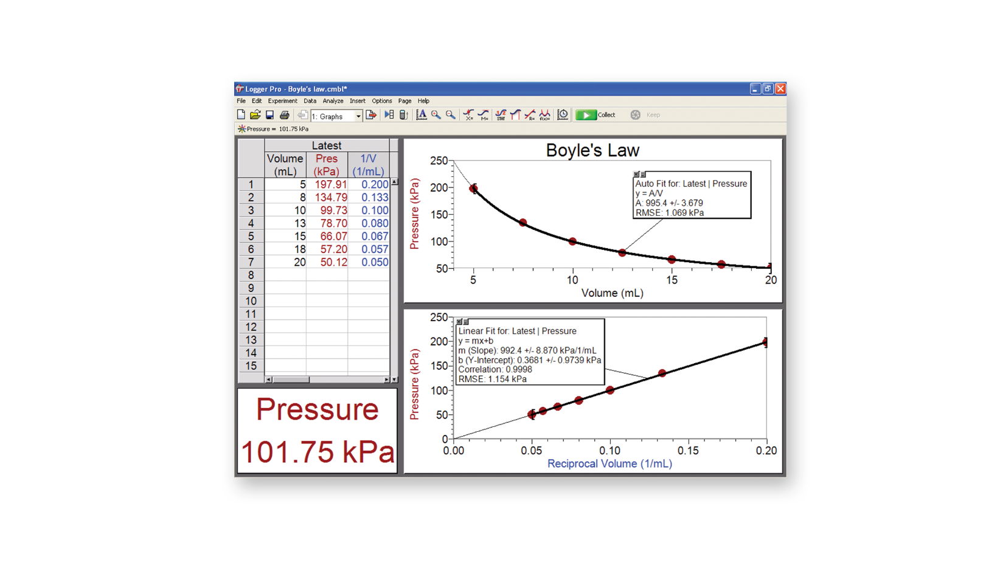 Logger Pro - Boyle's law.cmbl*
File Edit Experiment Data Analyze Insert Options Page Help
1: Graphs
X= M= STAT R= f(x)= Collect Keep
Pressure = 101.75 kPa
Latest
Volume Pres 1/V
(mL) (kPa) (1/mL)
1 5 197.91 0.200
2 8 134.79 0.133
3 10 99.73 0.100
4 13 78.70 0.080
5 15 66.07 0.067
6 18 57.20 0.057
7 20 50.12 0.050
8
9
10
11
12
13
14
15
Pressure
101.75 kPa
Boyle's Law
Pressure (kPa)
250
200
150
100
50
5 10 15 20
Volume (mL)
Auto Fit for: Latest | Pressure
y = A/V
A: 995.4 +/- 3.679
RMSE: 1.069 kPa
Pressure (kPa)
250
200
150
100
50
0
0.00 0.05 0.10 0.15 0.20
Reciprocal Volume (1/mL)
Linear Fit for: Latest | Pressure
y = mx+b
m (Slope): 992.4 +/- 8.870 kPa/1/mL
b (Y-Intercept): 0.3681 +/- 0.9739 kPa
Correlation: 0.9998
RMSE: 1.154 kPa